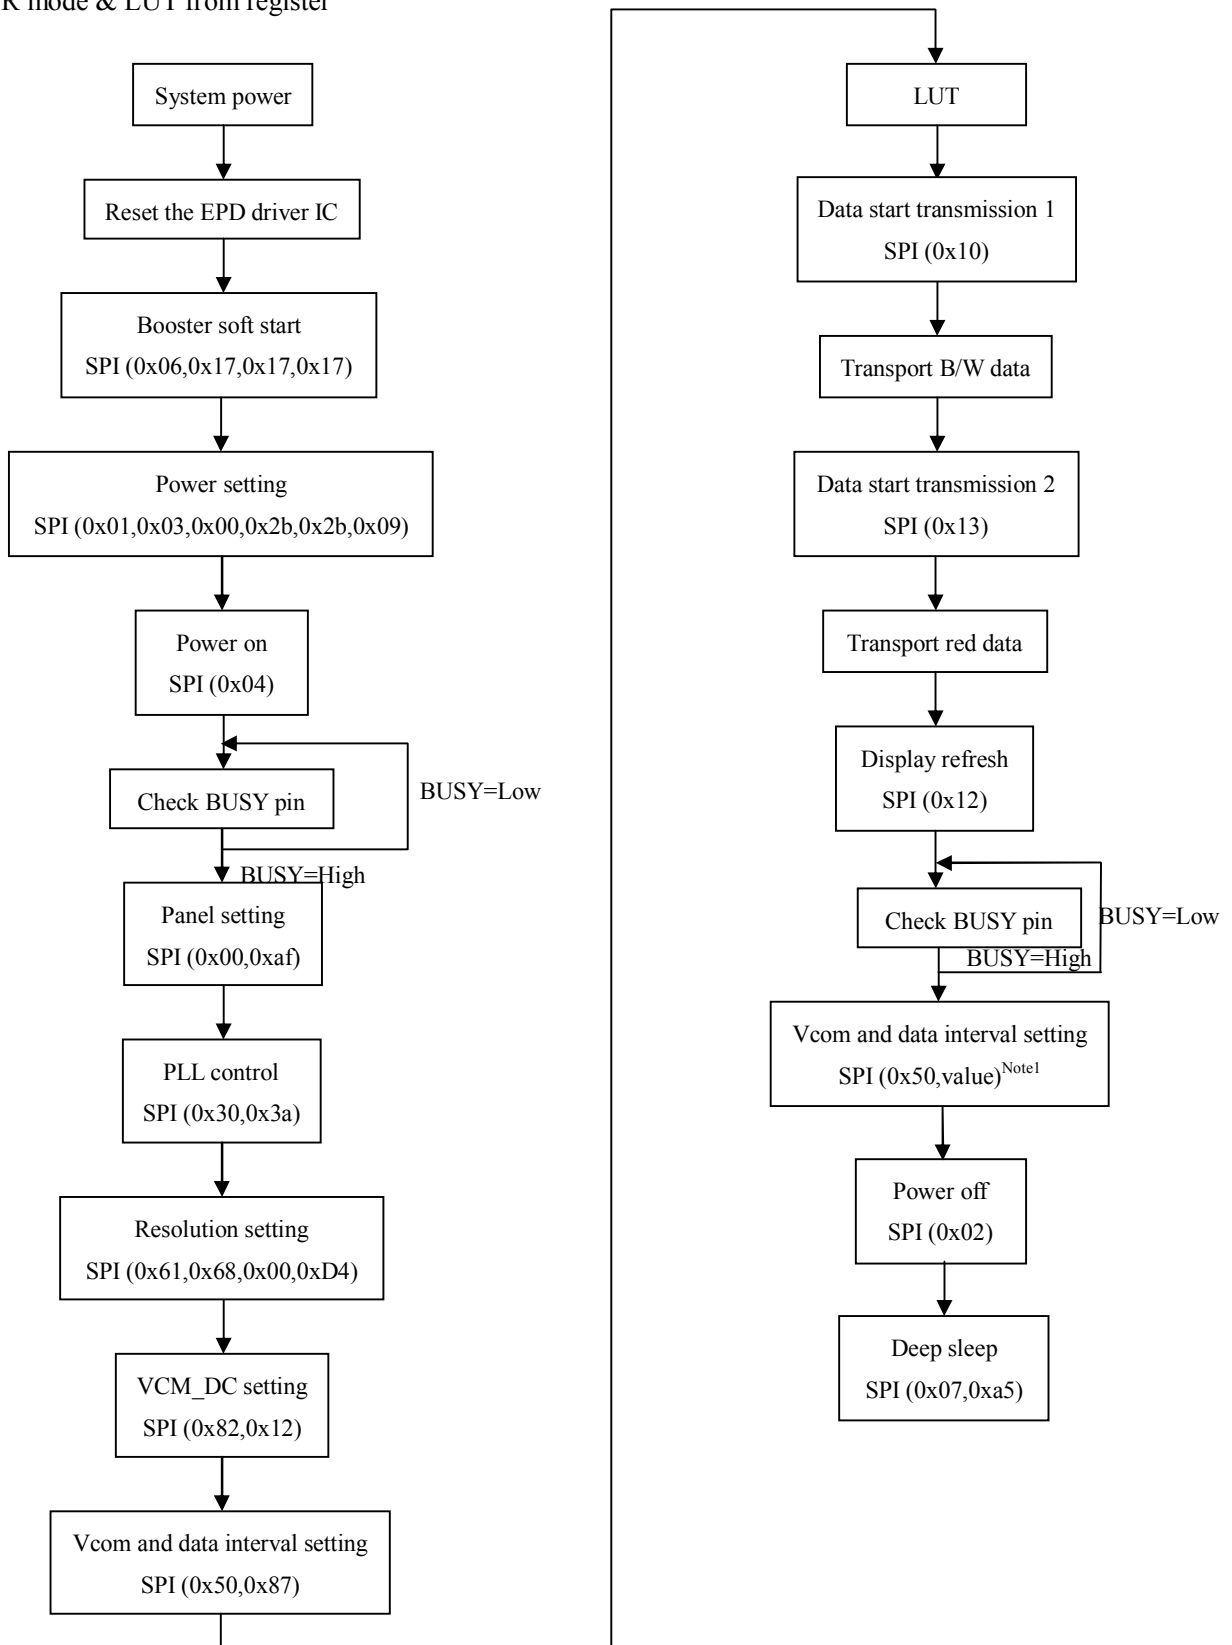 R mode & LUT from register
System power
Reset the EPD driver IC
Booster soft start
SPI (0x06,0x17,0x17,0x17)
Power setting
SPI (0x01,0x03,0x00,0x2b,0x2b,0x09)
Power on
SPI (0x04)
Check BUSY pin
BUSY=Low
BUSY=High
Panel setting
SPI (0x00,0xaf)
PLL control
SPI (0x30,0x3a)
Resolution setting
SPI (0x61,0x68,0x00,0xD4)
VCM_DC setting
SPI (0x82,0x12)
Vcom and data interval setting
SPI (0x50,0x87)
LUT
Data start transmission 1
SPI (0x10)
Transport B/W data
Data start transmission 2
SPI (0x13)
Transport red data
Display refresh
SPI (0x12)
Check BUSY pin
BUSY=Low
BUSY=High
Vcom and data interval setting
SPI (0x50,value)Note1
Power off
SPI (0x02)
Deep sleep
SPI (0x07,0xa5)